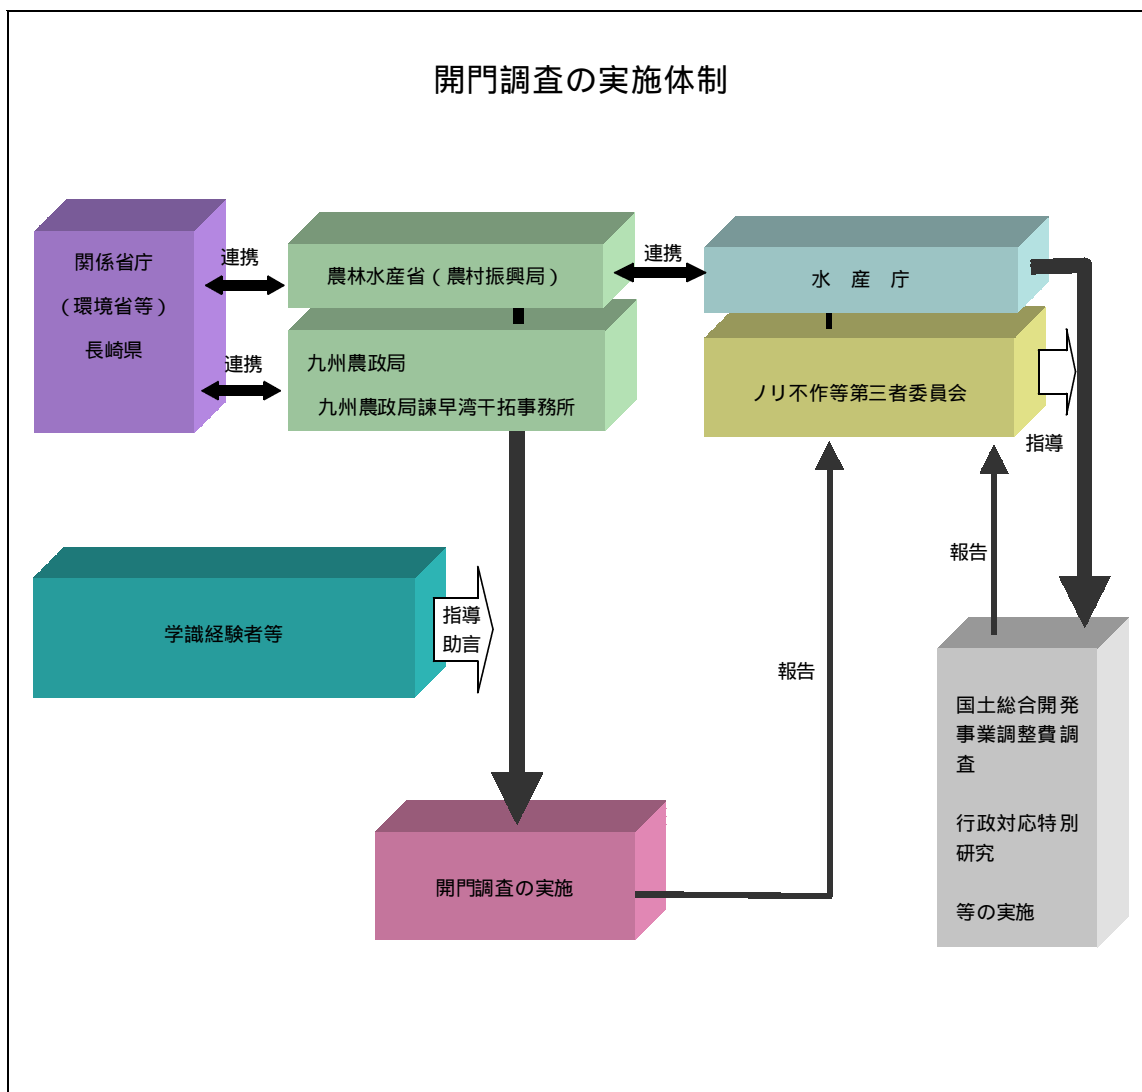 開門調査の実施体制
関係省庁
（環境省等）
長崎県
連携
連携
農林水産省（農村振興局）
九州農政局
九州農政局諫早湾干拓事務所
連携
水　産　庁
ノリ不作等第三者委員会
指導
学識経験者等
指導
助言
報告
報告
開門調査の実施
国土総合開発
事業調整費調
査
行政対応特別
研究
等の実施